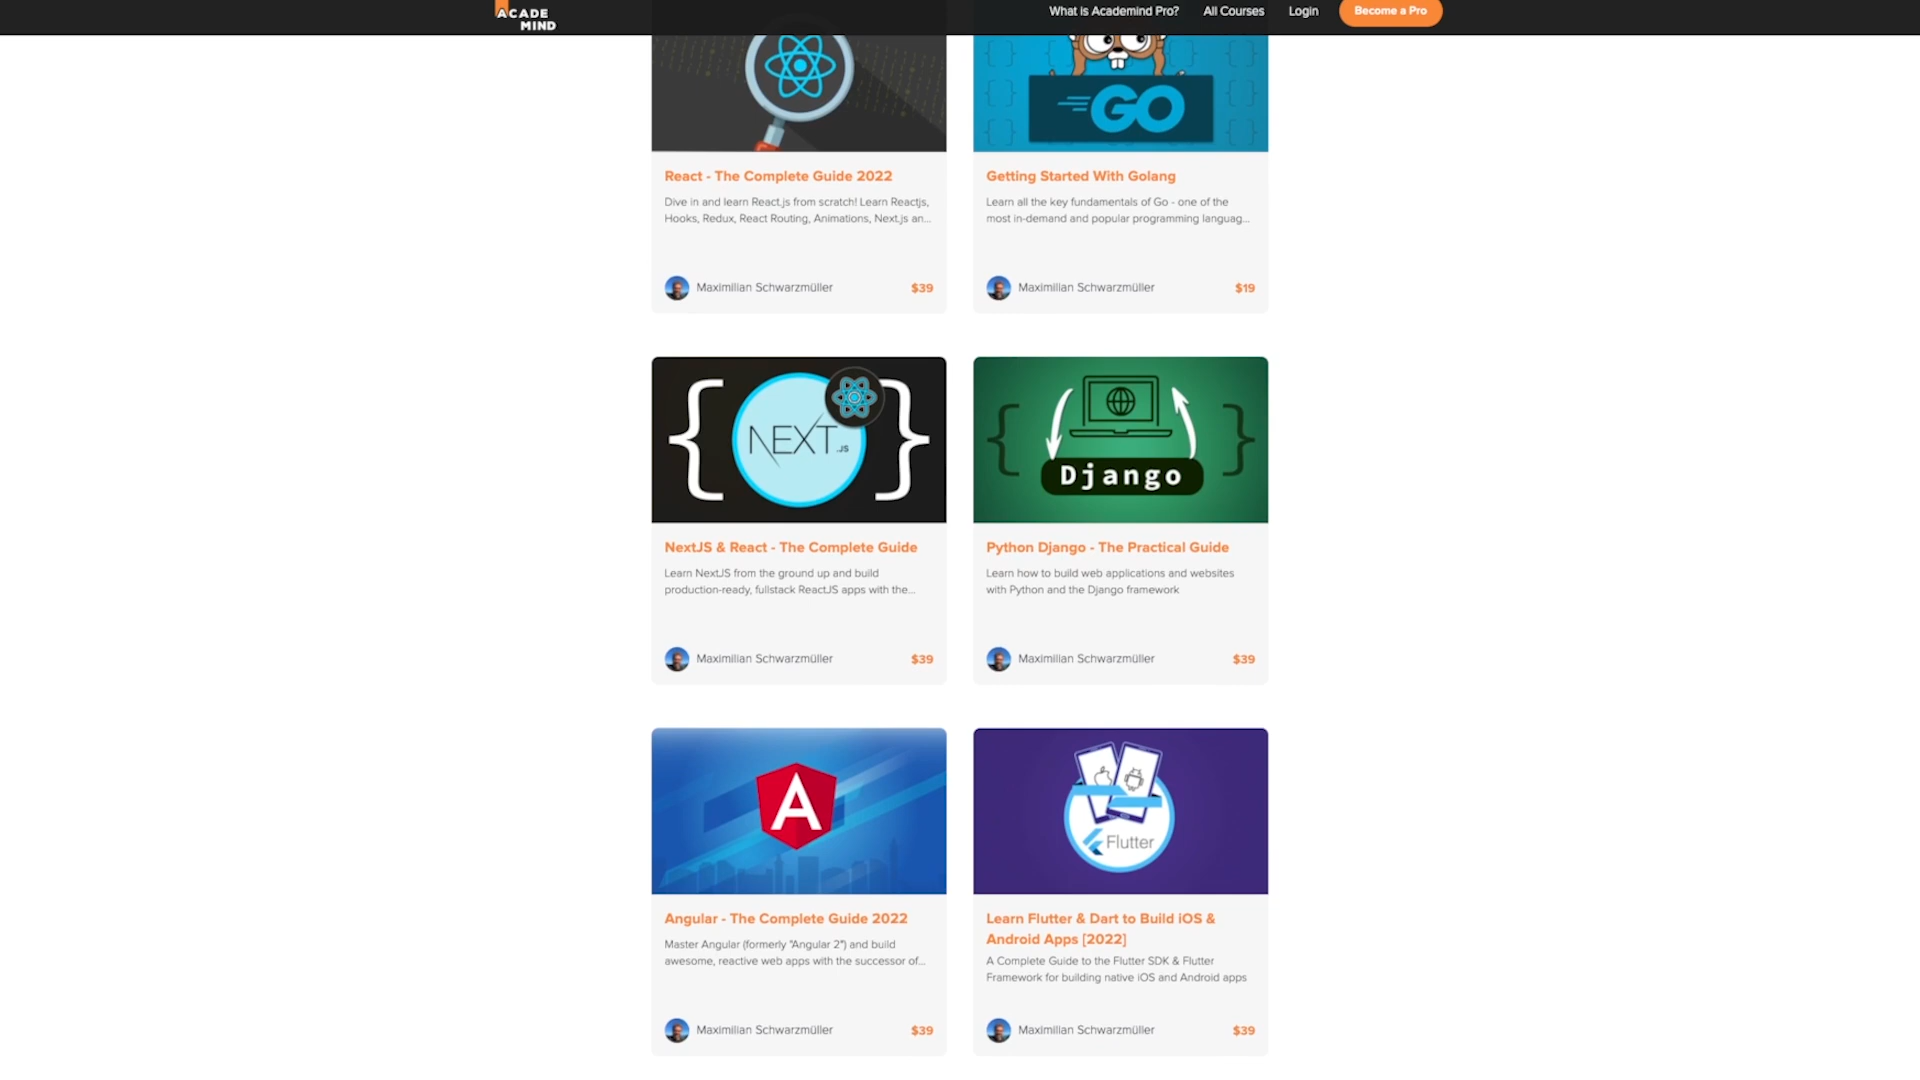 ACADE
MIND
What is Academind Pro?
All Courses
Login
Become a Pro
GO
React - The Complete Guide 2022
Dive in and learn React.js from scratch! Learn Reactjs,
Hooks, Redux, React Routing, Animations, Next.js an...
Maximilian Schwarzmüller
$39
Getting Started With Golang
Learn all the key fundamentals of Go - one of the
most in-demand and popular programming languag...
Maximilian Schwarzmüller
$19
NEXT.JS
NextJS & React - The Complete Guide
Learn NextJS from the ground up and build
production-ready, fullstack ReactJS apps with the...
Maximilian Schwarzmüller
$39
Django
Python Django - The Practical Guide
Learn how to build web applications and websites
with Python and the Django framework
Maximilian Schwarzmüller
$39
A
Angular - The Complete Guide 2022
Master Angular (formerly "Angular 2") and build
awesome, reactive web apps with the successor of...
Maximilian Schwarzmüller
$39
Flutter
Learn Flutter & Dart to Build iOS &
Android Apps [2022]
A Complete Guide to the Flutter SDK & Flutter
Framework for building native iOS and Android apps
Maximilian Schwarzmüller
$39